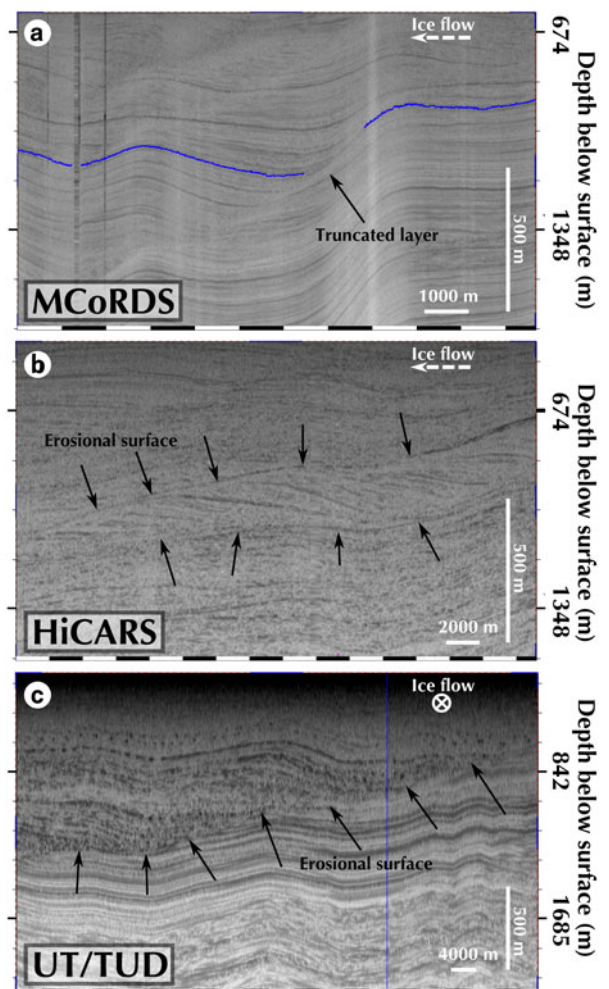 a
Ice flow
674
Depth below surface (m)
1348
Truncated layer
500 m
1000 m
MCoRDS
b
Ice flow
674
Depth below surface (m)
1348
Erosional surface
500 m
2000 m
HiCARS
c
Ice flow
842
Depth below surface (m)
1685
Erosional surface
500 m
4000 m
UT/TUD